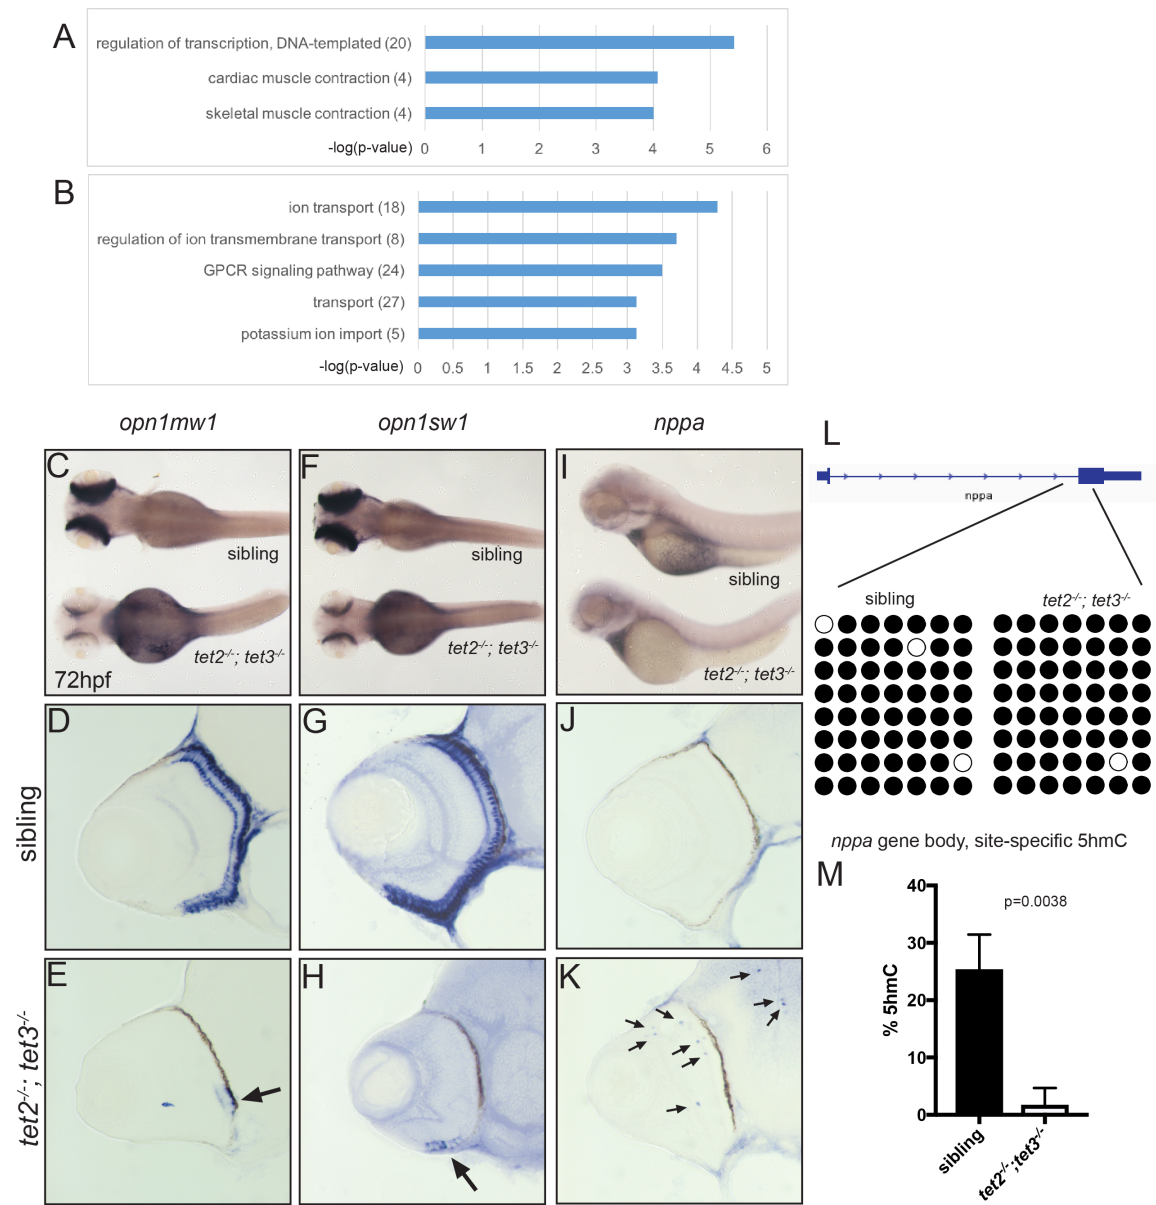 A
regulation of transcription, DNA-templated (20)
cardiac muscle contraction (4)
skeletal muscle contraction (4)
-log(p-value) 0 1 2 3 4 5 6
B
ion transport (18)
regulation of ion transmembrane transport (8)
GPCR signaling pathway (24)
transport (27)
potassium ion import (5)
-log(p-value) 0 0.5 1 1.5 2 2.5 3 3.5 4 4.5 5
opn1mw1 opn1sw1 nppa
C
sibling
tet2-/-; tet3-/-
72hpf
F
sibling
tet2-/-; tet3-/-
I
sibling
tet2-/-; tet3-/-
sibling
D
G
J
tet2-/-; tet3-/-
E
H
K
L
nppa
sibling tet2-/-; tet3-/-
nppa gene body, site-specific 5hmC
M
p=0.0038
% 5hmC
40
30
20
10
0
sibling
tet2-/-;tet3-/-